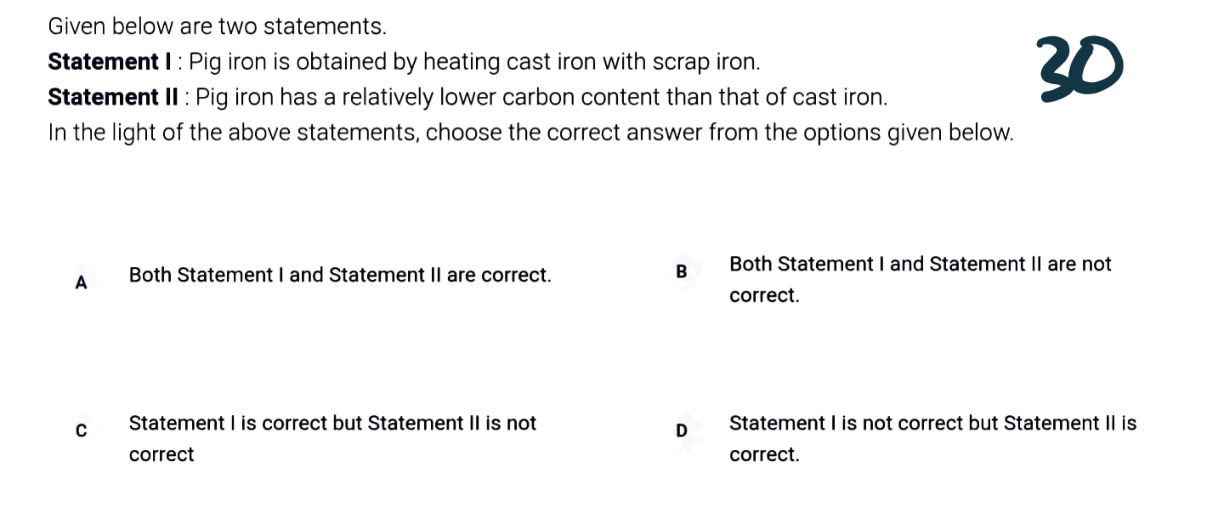 Given below are two statements.
Statement I : Pig iron is obtained by heating cast iron with scrap iron.
30
Statement II : Pig iron has a relatively lower carbon content than that of cast iron.
In the light of the above statements, choose the correct answer from the options given below.
A Both Statement I and Statement II are correct.
B Both Statement I and Statement II are not
correct.
C Statement I is correct but Statement II is not
correct
D Statement I is not correct but Statement II is
correct.